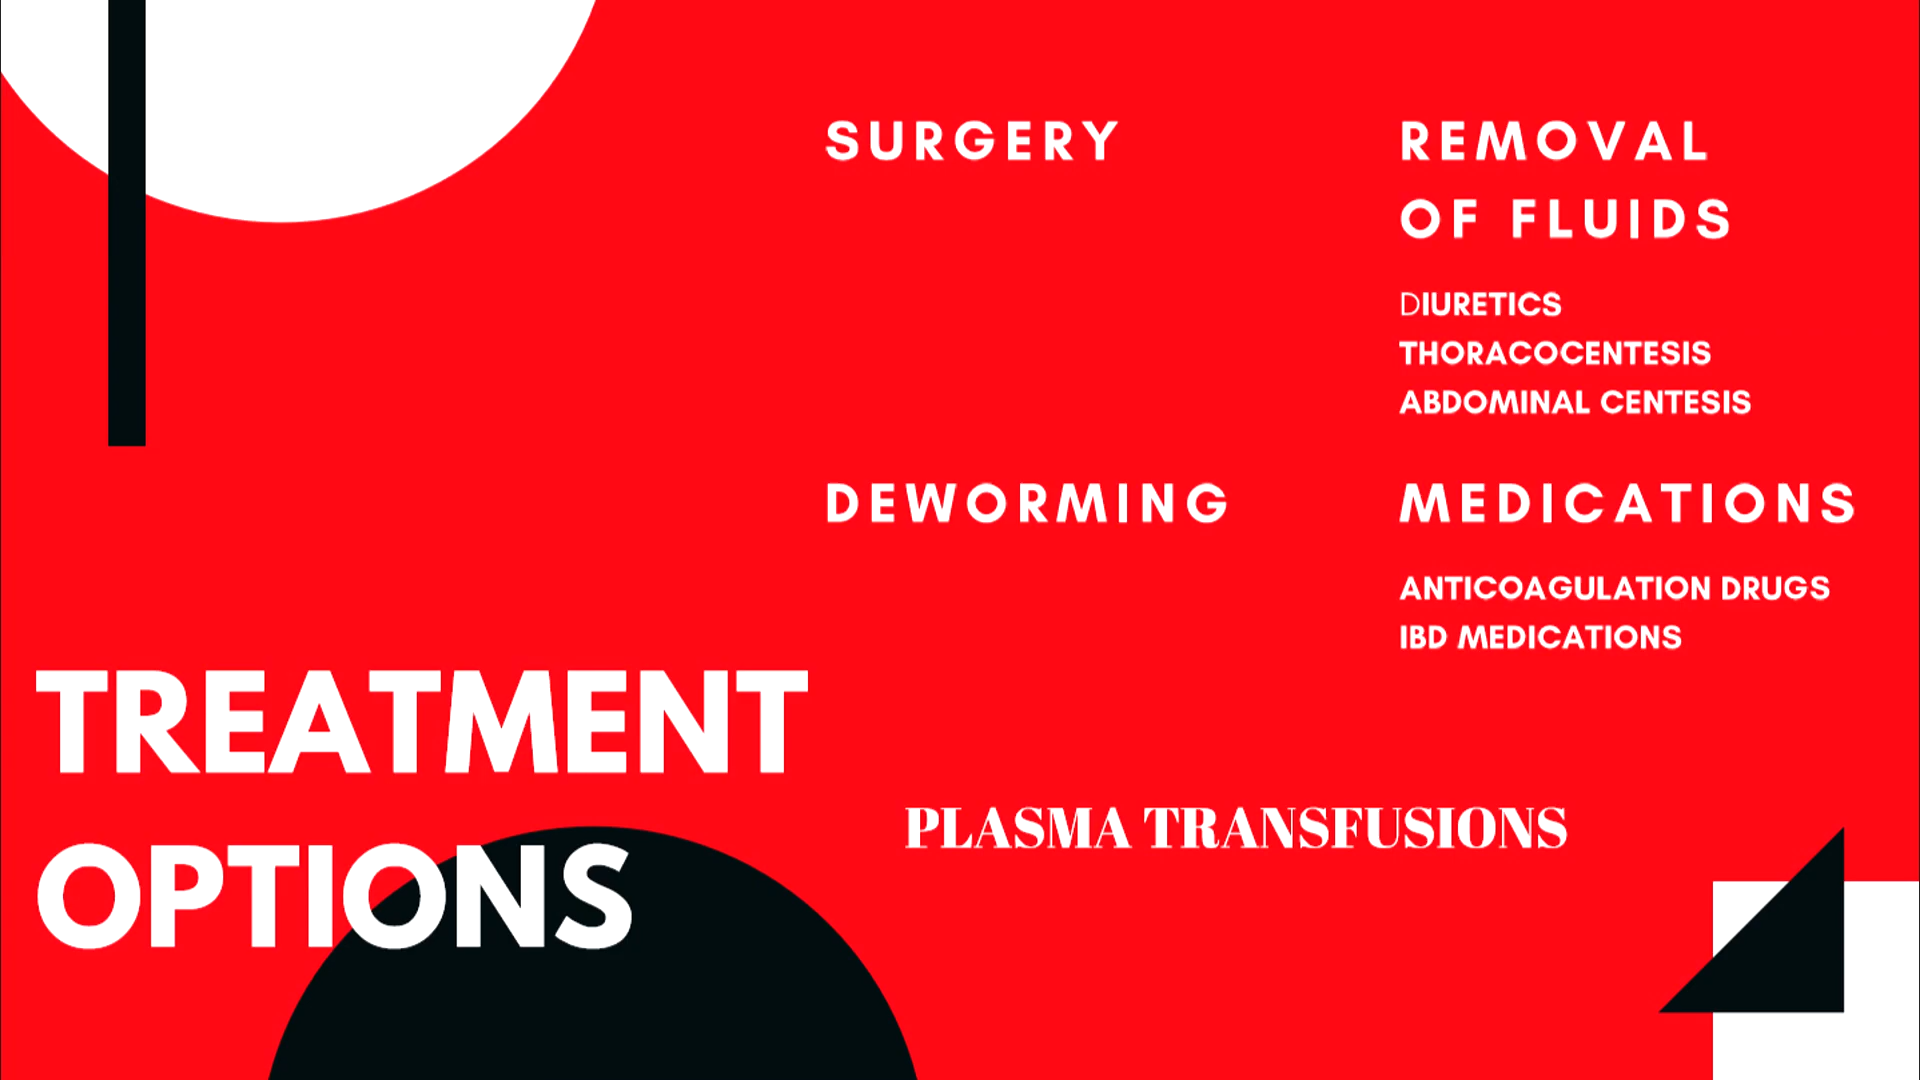 SURGERY
REMOVAL
OF FLUIDS
DIURETICS
THORACOCENTESIS
ABDOMINAL CENTESIS
DEWORMING
MEDICATIONS
ANTICOAGULATION DRUGS
IBD MEDICATIONS
TREATMENT
OPTIONS
PLASMA TRANSFUSIONS